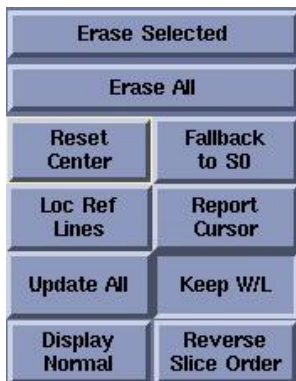 Erase Selected
Erase All
Reset
Center
Fallback
to S0
Loc Ref
Lines
Report
Cursor
Update All
Keep W/L
Display
Normal
Reverse
Slice Order